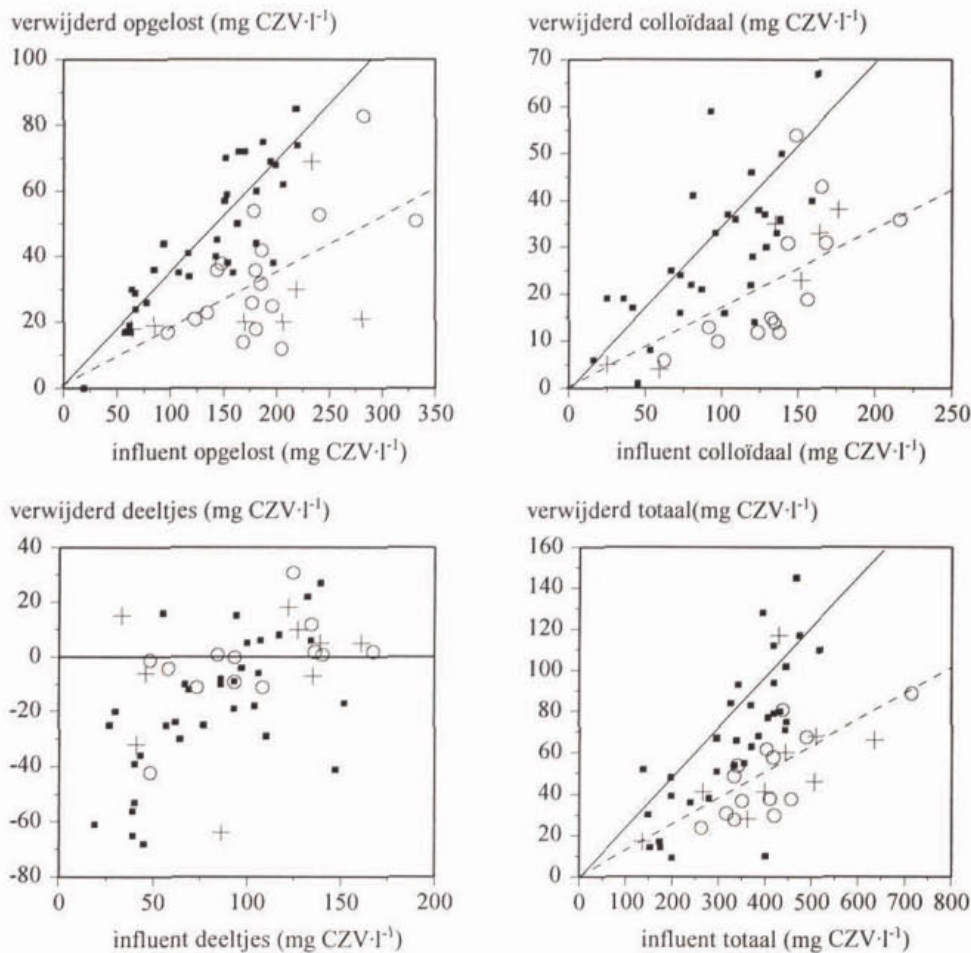 verwijderd opgelost (mg CZV·l⁻¹)
100
80
60
40
20
0
0 50 100 150 200 250 300 350
influent opgelost (mg CZV·l⁻¹)
verwijderd colloïdaal (mg CZV·l⁻¹)
70
60
50
40
30
20
10
0
0 50 100 150 200 250
influent colloïdaal (mg CZV·l⁻¹)
verwijderd deeltjes (mg CZV·l⁻¹)
40
20
0
-20
-40
-60
-80
50 100 150 200
influent deeltjes (mg CZV·l⁻¹)
verwijderd totaal(mg CZV·l⁻¹)
160
140
120
100
80
60
40
20
0
0 100 200 300 400 500 600 700 800
influent totaal (mg CZV·l⁻¹)